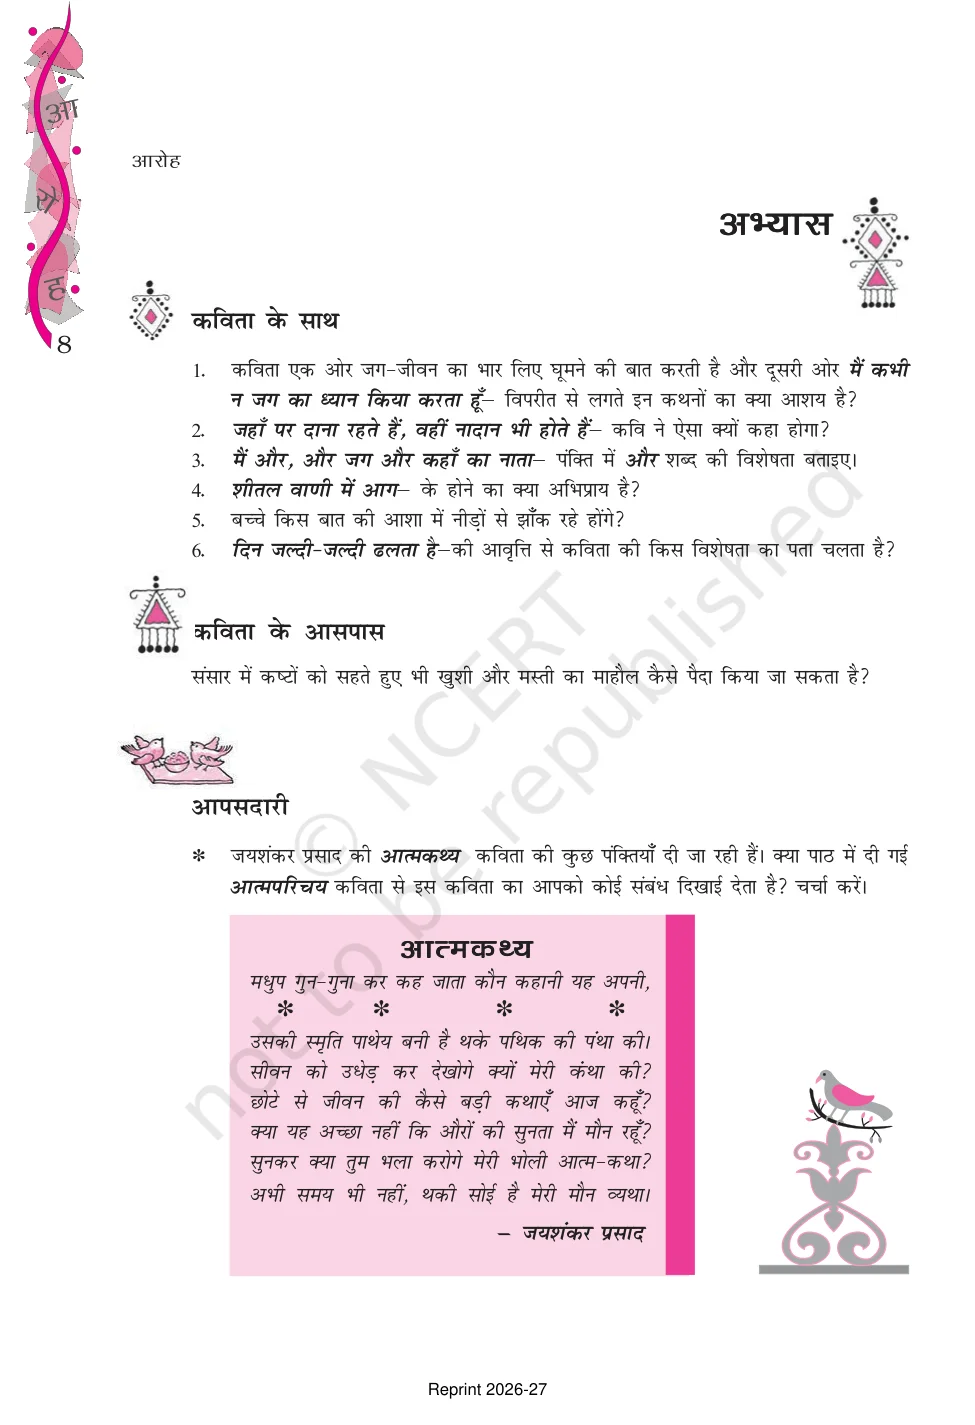 आ
रो
ह
8
आरोह
अभ्यास
कविता के साथ
1. कविता एक ओर जग-जीवन का भार लिए घूमने की बात करती है और दूसरी ओर मैं कभी
न जग का ध्यान किया करता हूँ– विपरीत से लगते इन कथनों का क्या आशय है?
2. जहाँ पर दाना रहते हैं, वहीं नादान भी होते हैं– कवि ने ऐसा क्यों कहा होगा?
3. मैं और, और जग और कहाँ का नाता– पंक्ति में और शब्द की विशेषता बताइए।
4. शीतल वाणी में आग– के होने का क्या अभिप्राय है?
5. बच्चे किस बात की आशा में नीड़ों से झाँक रहे होंगे?
6. दिन जल्दी-जल्दी ढलता है–की आवृत्ति से कविता की किस विशेषता का पता चलता है?
कविता के आसपास
संसार में कष्टों को सहते हुए भी खुशी और मस्ती का माहौल कैसे पैदा किया जा सकता है?
आपसदारी
* जयशंकर प्रसाद की आत्मकथ्य कविता की कुछ पंक्तियाँ दी जा रही हैं। क्या पाठ में दी गई
आत्मपरिचय कविता से इस कविता का आपको कोई संबंध दिखाई देता है? चर्चा करें।
आत्मकथ्य
मधुप गुन-गुना कर कह जाता कौन कहानी यह अपनी,
* * * *
उसकी स्मृति पाथेय बनी है थके पथिक की पंथा की।
सीवन को उधेड़ कर देखोगे क्यों मेरी कंथा की?
छोटे से जीवन की कैसे बड़ी कथाएँ आज कहूँ?
क्या यह अच्छा नहीं कि औरों की सुनता मैं मौन रहूँ?
सुनकर क्या तुम भला करोगे मेरी भोली आत्म-कथा?
अभी समय भी नहीं, थकी सोई है मेरी मौन व्यथा।
– जयशंकर प्रसाद
© NCERT
not to be republished
Reprint 2026-27